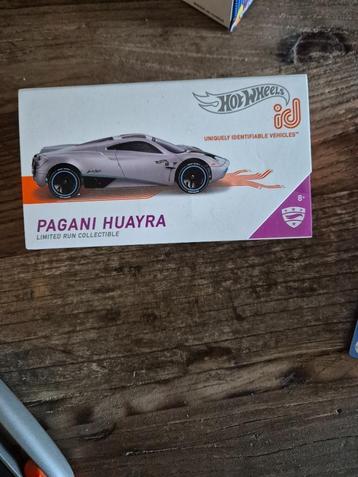 Hot Wheels
id
UNIQUELY IDENTIFIABLE VEHICLES™
8+
PAGANI HUAYRA
LIMITED RUN COLLECTIBLE